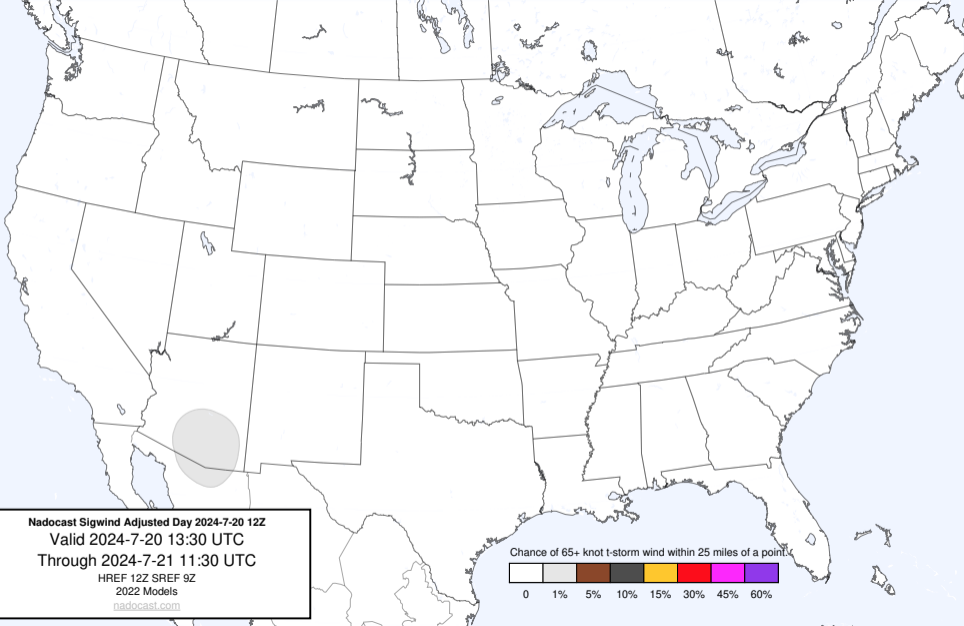 Nadocast Sigwind Adjusted Day 2024-7-20 12Z
Valid 2024-7-20 13:30 UTC
Through 2024-7-21 11:30 UTC
HREF 12Z SREF 9Z
2022 Models
nadocast.com
Chance of 65+ knot t-storm wind within 25 miles of a point.
0 1% 5% 10% 15% 30% 45% 60%